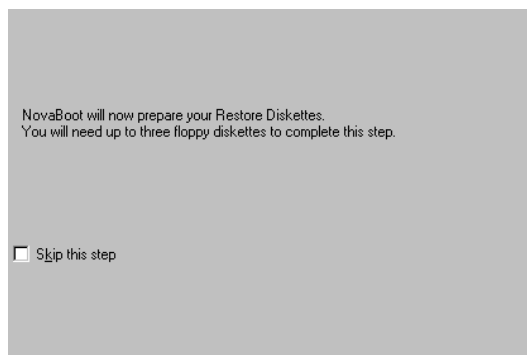 NovaBoot will now prepare your Restore Diskettes.
You will need up to three floppy diskettes to complete this step.
Skip this step